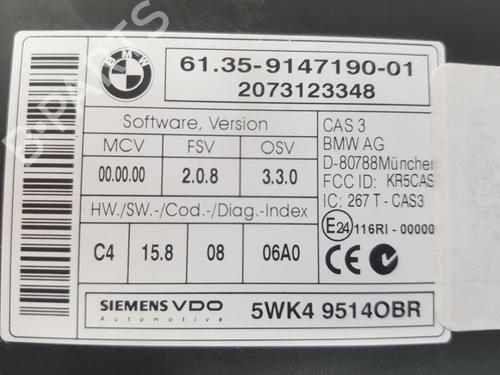 BMW
61.35-9147190-01
2073123348
Software, Version
MCV FSV OSV
00.00.00 2.0.8 3.3.0
HW./SW.-/Cod.-/Diag.-Index
C4 15.8 08 06A0
CAS 3
BMW AG
D-80788München
FCC ID: KR5CAS
IC: 267 T - CAS3
E24 116RI - 00000
CE
SIEMENS VDO
Automotive
5WK4 9514OBR
B-PARTS